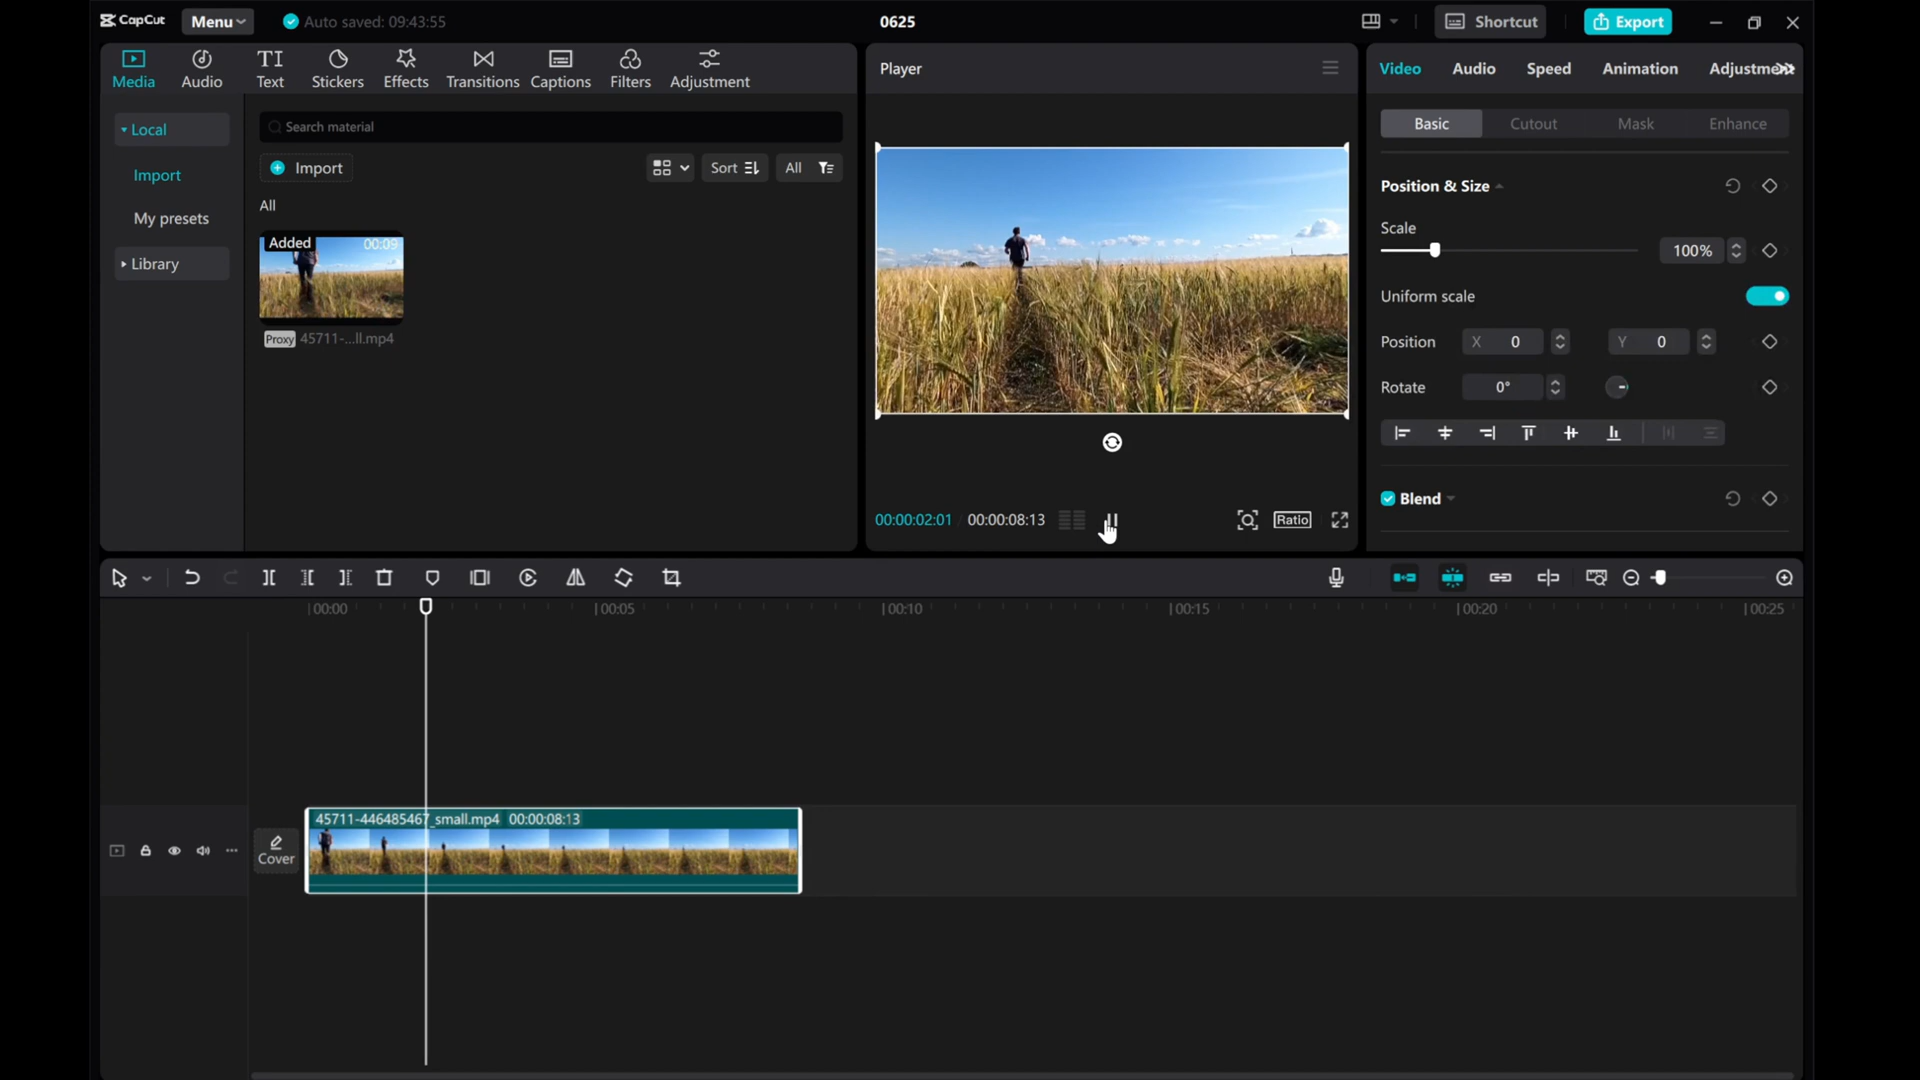 CapCut Menu Auto saved: 09:43:55 0625 Shortcut Export
Media Audio Text Stickers Effects Transitions Captions Filters Adjustment
Player
Video Audio Speed Animation Adjustment
Local
Search material
Basic Cutout Mask Enhance
Import
Import
Sort All
My presets
All
Position & Size
Library
Added 00:09
Scale
100%
Uniform scale
Proxy 45711-...ll.mp4
Position X 0 Y 0
Rotate 0°
Blend
00:00:02:01 / 00:00:08:13 Ratio
00:00 00:05 00:10 00:15 00:20 00:25
45711-446485467_small.mp4 00:00:08:13
Cover